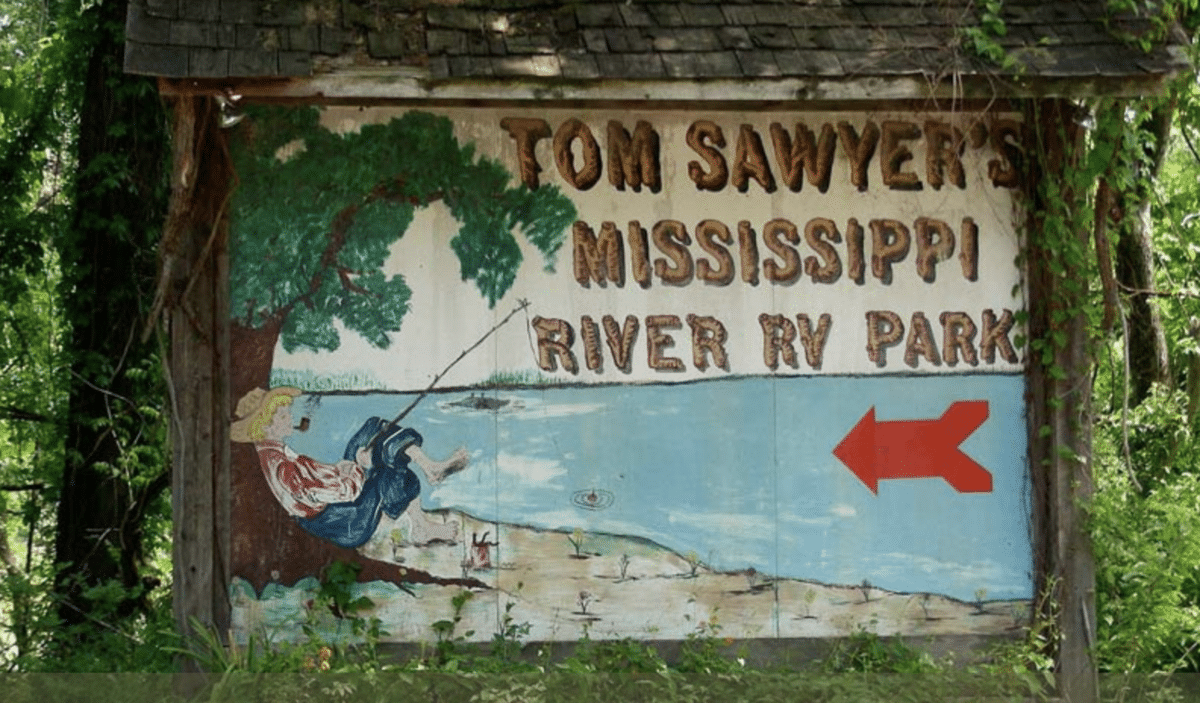 TOM SAWYER'S
MISSISSIPPI
RIVER RV PARK